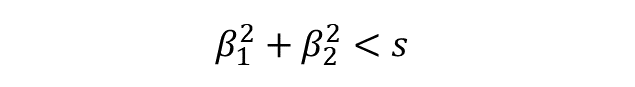 β₁² + β₂² < s